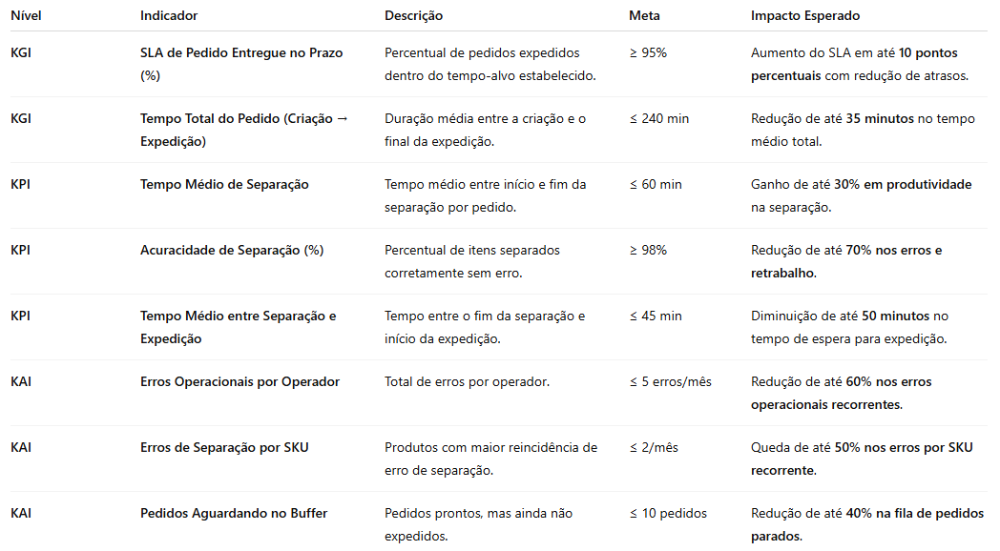 Nível Indicador Descrição Meta Impacto Esperado
KGI SLA de Pedido Entregue no Prazo Percentual de pedidos expedidos ≥ 95% Aumento do SLA em até 10 pontos
(%) dentro do tempo-alvo estabelecido. percentuais com redução de atrasos.
KGI Tempo Total do Pedido (Criação → Duração média entre a criação e o ≤ 240 min Redução de até 35 minutos no tempo
Expedição) final da expedição. médio total.
KPI Tempo Médio de Separação Tempo médio entre início e fim da ≤ 60 min Ganho de até 30% em produtividade
separação por pedido. na separação.
KPI Acuracidade de Separação (%) Percentual de itens separados ≥ 98% Redução de até 70% nos erros e
corretamente sem erro. retrabalho.
KPI Tempo Médio entre Separação e Tempo entre o fim da separação e ≤ 45 min Diminuição de até 50 minutos no
Expedição início da expedição. tempo de espera para expedição.
KAI Erros Operacionais por Operador Total de erros por operador. ≤ 5 erros/mês Redução de até 60% nos erros
operacionais recorrentes.
KAI Erros de Separação por SKU Produtos com maior reincidência de ≤ 2/mês Queda de até 50% nos erros por SKU
erro de separação. recorrente.
KAI Pedidos Aguardando no Buffer Pedidos prontos, mas ainda não ≤ 10 pedidos Redução de até 40% na fila de pedidos
expedidos. parados.